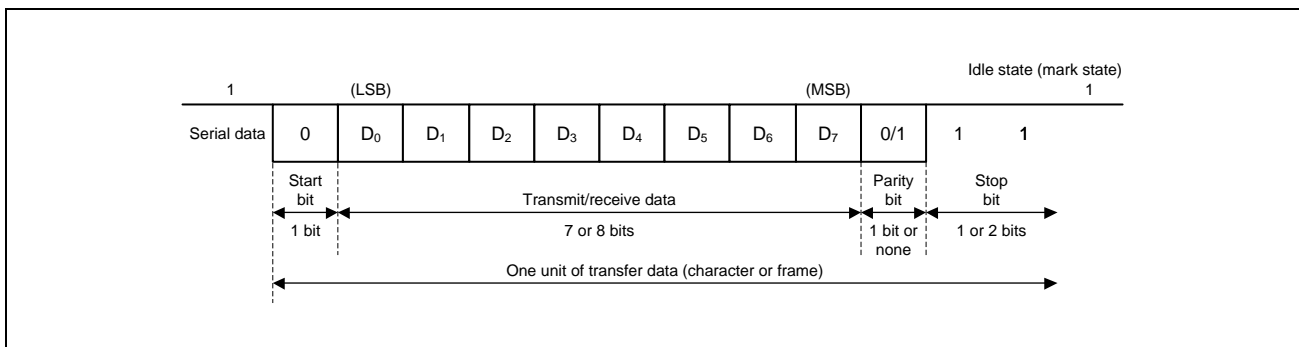 Idle state (mark state)
1 (LSB) (MSB) 1
Serial data 0 D0 D1 D2 D3 D4 D5 D6 D7 0/1 1 1
Start bit
Transmit/receive data
Parity bit
Stop bit
1 bit
7 or 8 bits
1 bit or none
1 or 2 bits
One unit of transfer data (character or frame)